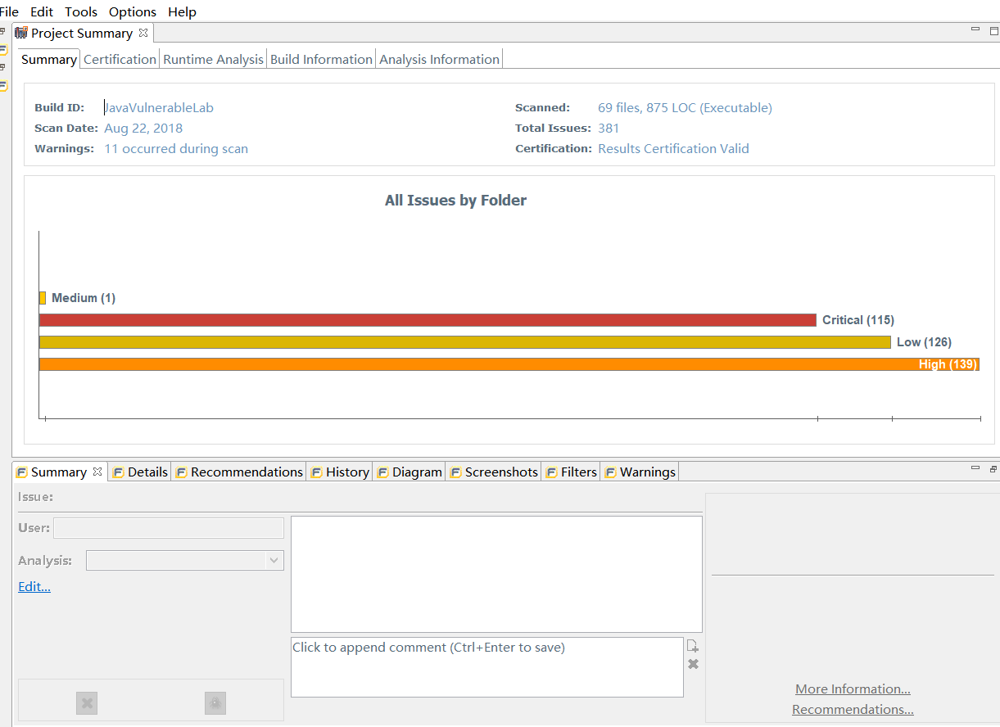 File Edit Tools Options Help
Project Summary
Summary Certification Runtime Analysis Build Information Analysis Information
Build ID: JavaVulnerableLab Scanned: 69 files, 875 LOC (Executable)
Scan Date: Aug 22, 2018 Total Issues: 381
Warnings: 11 occurred during scan Certification: Results Certification Valid
All Issues by Folder
Medium (1)
Critical (115)
Low (126)
High (139)
Summary Details Recommendations History Diagram Screenshots Filters Warnings
Issue:
User:
Analysis:
Edit...
Click to append comment (Ctrl+Enter to save)
More Information...
Recommendations...